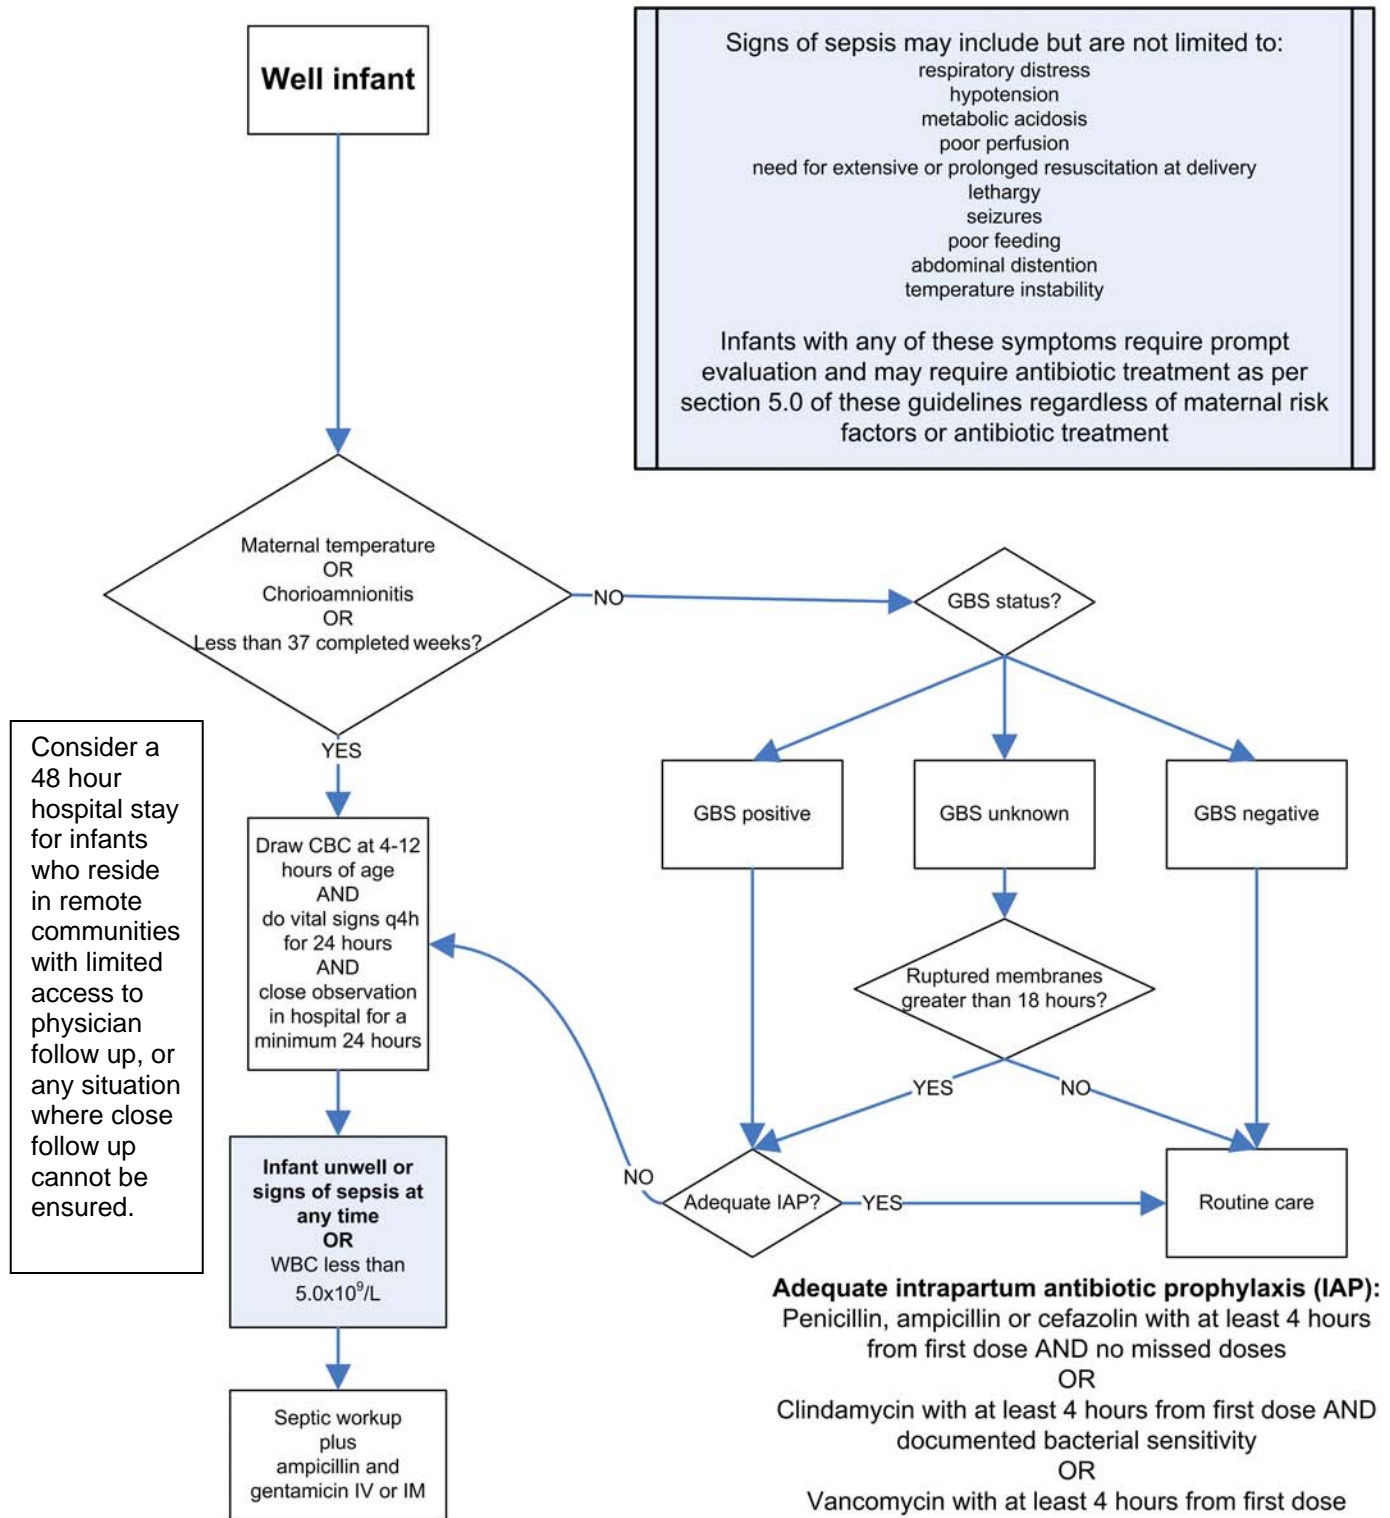 Well infant
Signs of sepsis may include but are not limited to:
respiratory distress
hypotension
metabolic acidosis
poor perfusion
need for extensive or prolonged resuscitation at delivery
lethargy
seizures
poor feeding
abdominal distention
temperature instability
Infants with any of these symptoms require prompt
evaluation and may require antibiotic treatment as per
section 5.0 of these guidelines regardless of maternal risk
factors or antibiotic treatment
Maternal temperature
OR
Chorioamnionitis
OR
Less than 37 completed weeks?
NO
GBS status?
YES
Consider a
48 hour
hospital stay
for infants
who reside
in remote
communities
with limited
access to
physician
follow up, or
any situation
where close
follow up
cannot be
ensured.
Draw CBC at 4-12
hours of age
AND
do vital signs q4h
for 24 hours
AND
close observation
in hospital for a
minimum 24 hours
GBS positive
GBS unknown
GBS negative
Ruptured membranes
greater than 18 hours?
YES
NO
Infant unwell or
signs of sepsis at
any time
OR
WBC less than
5.0x10⁹/L
NO
Adequate IAP?
YES
Routine care
Septic workup
plus
ampicillin and
gentamicin IV or IM
Adequate intrapartum antibiotic prophylaxis (IAP):
Penicillin, ampicillin or cefazolin with at least 4 hours
from first dose AND no missed doses
OR
Clindamycin with at least 4 hours from first dose AND
documented bacterial sensitivity
OR
Vancomycin with at least 4 hours from first dose